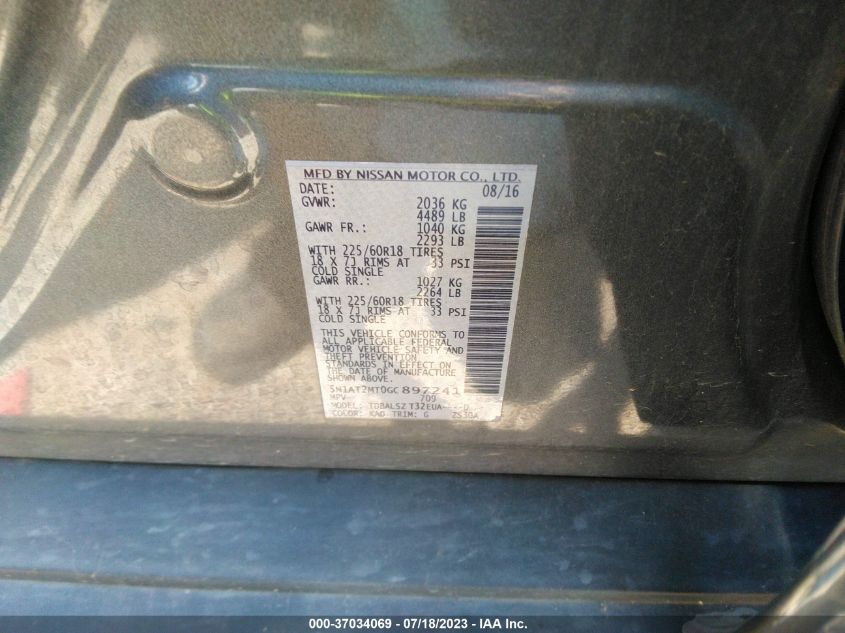 MFD BY NISSAN MOTOR CO., LTD.
DATE: 08/16
GVWR: 2036 KG
4489 LB
GAWR FR.: 1040 KG
2293 LB
WITH 225/60R18 TIRES
18 X 7J RIMS AT 33 PSI
COLD SINGLE
GAWR RR.: 1027 KG
2264 LB
WITH 225/60R18 TIRES
18 X 7J RIMS AT 33 PSI
COLD SINGLE
THIS VEHICLE CONFORMS TO
ALL APPLICABLE FEDERAL
MOTOR VEHICLE SAFETY AND
THEFT PREVENTION
STANDARDS IN EFFECT ON
SHOWN ABOVE.
5N1AT2MT0GC897241
MPV 709
MODEL: TDBALSZ T32EUA----D
COLOR: KAD TRIM: G ZS30A
000-37034069 / 07/18/2023 - IAA Inc.